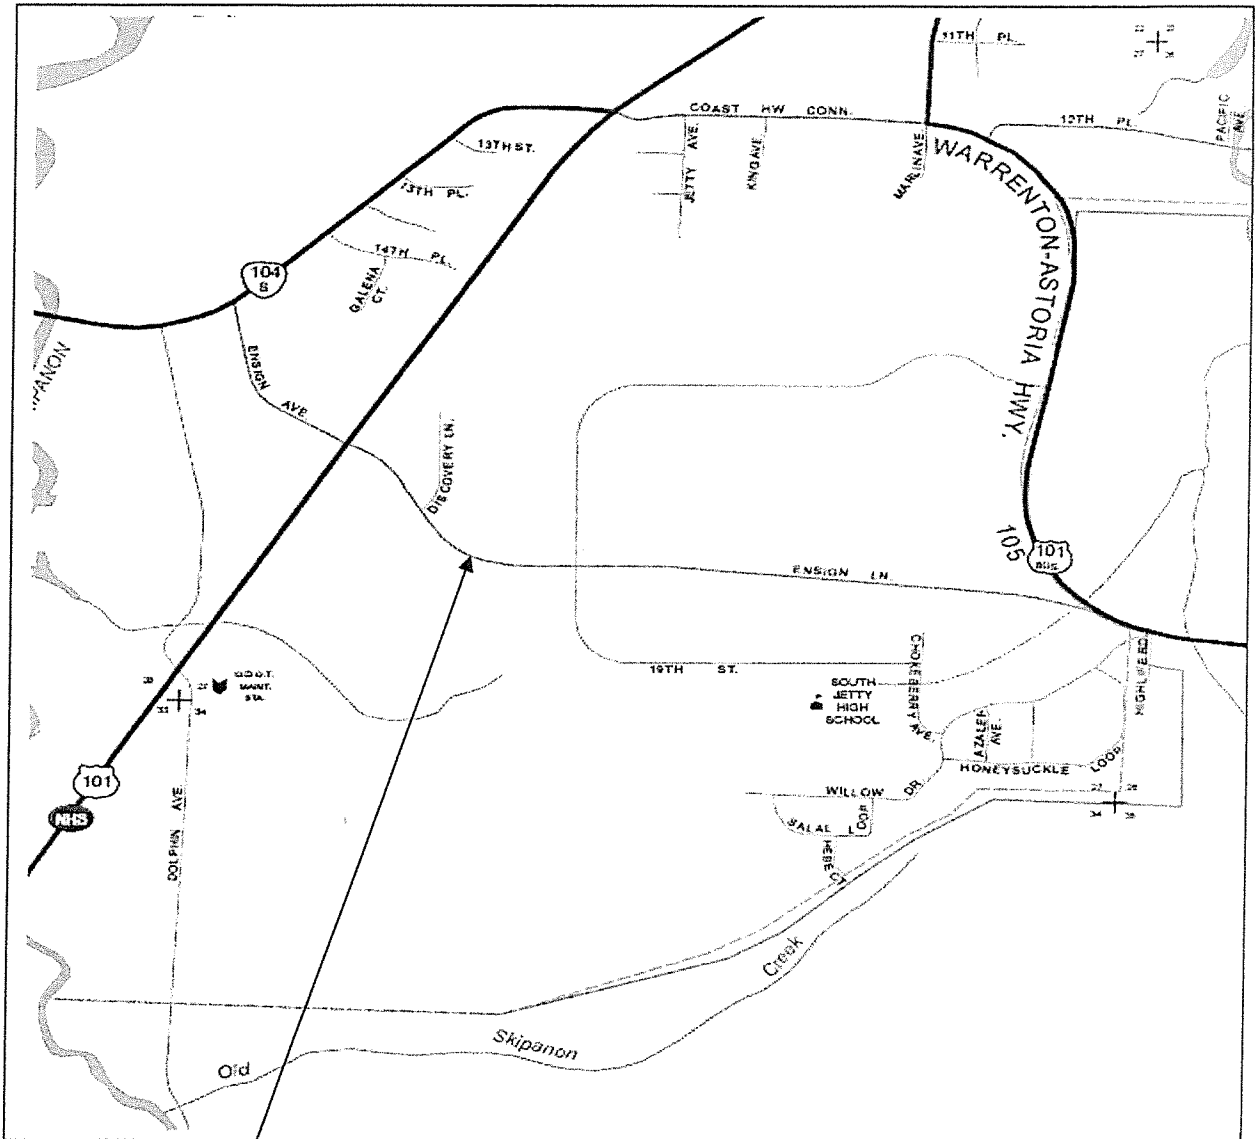 11TH PL.
COAST HW CONN.
12TH PL.
PACIFIC
AVE
JETTY AVE.
KING AVE
MARLIN AVE.
13TH ST.
13TH PL.
14TH PL.
GALENA
CT.
104
S
WARRENTON-ASTORIA HWY.
IPANON
ENSIGN AVE
DISCOVERY LN.
105
101
BUS
ENSIGN LN.
19TH ST.
CHOKEBERRY AVE.
SOUTH
JETTY
HIGH
SCHOOL
HIGHLIFE RD
AZALEA
AVE.
HONEYSUCKLE LOOP
O.D.O.T.
MAINT.
STA.
101
NHS
DOLPHIN AVE.
WILLOW DR.
SALAL LOOP
HEBE CT
Creek
Skipanon
Old